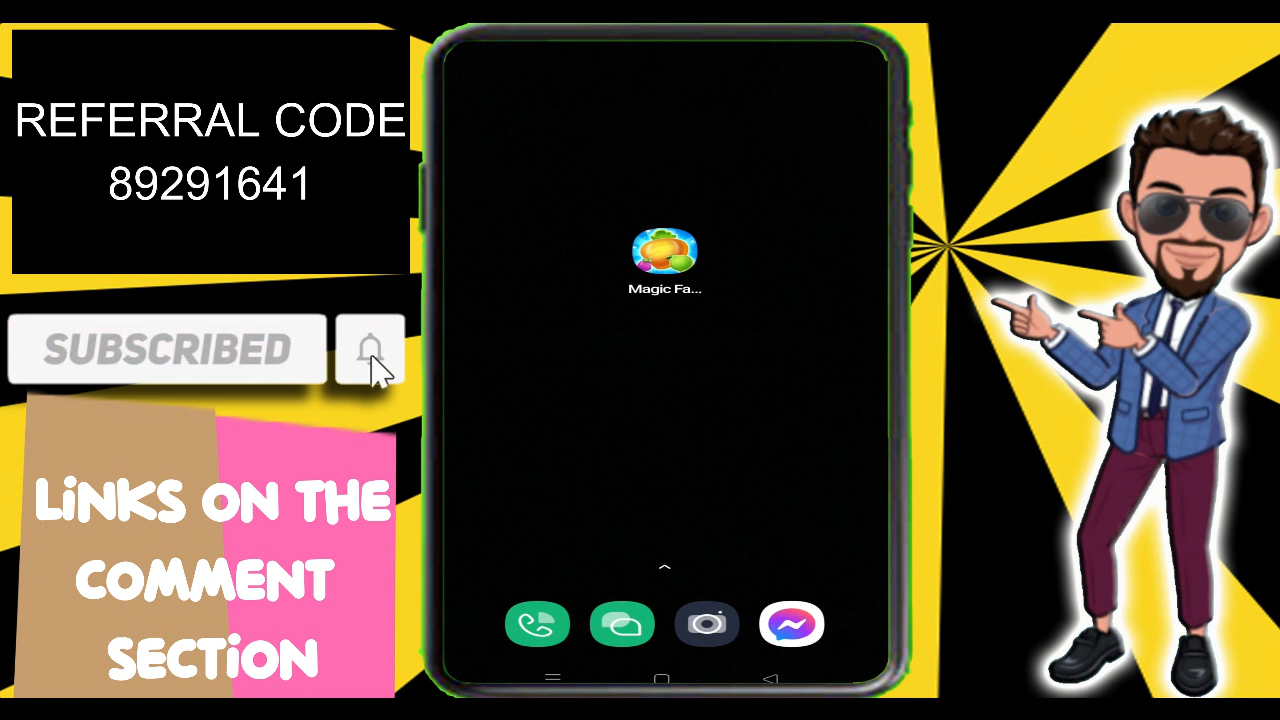 REFERRAL CODE
89291641
SUBSCRIBED
LINKS ON THE
COMMENT
SECTION
Magic Fa...